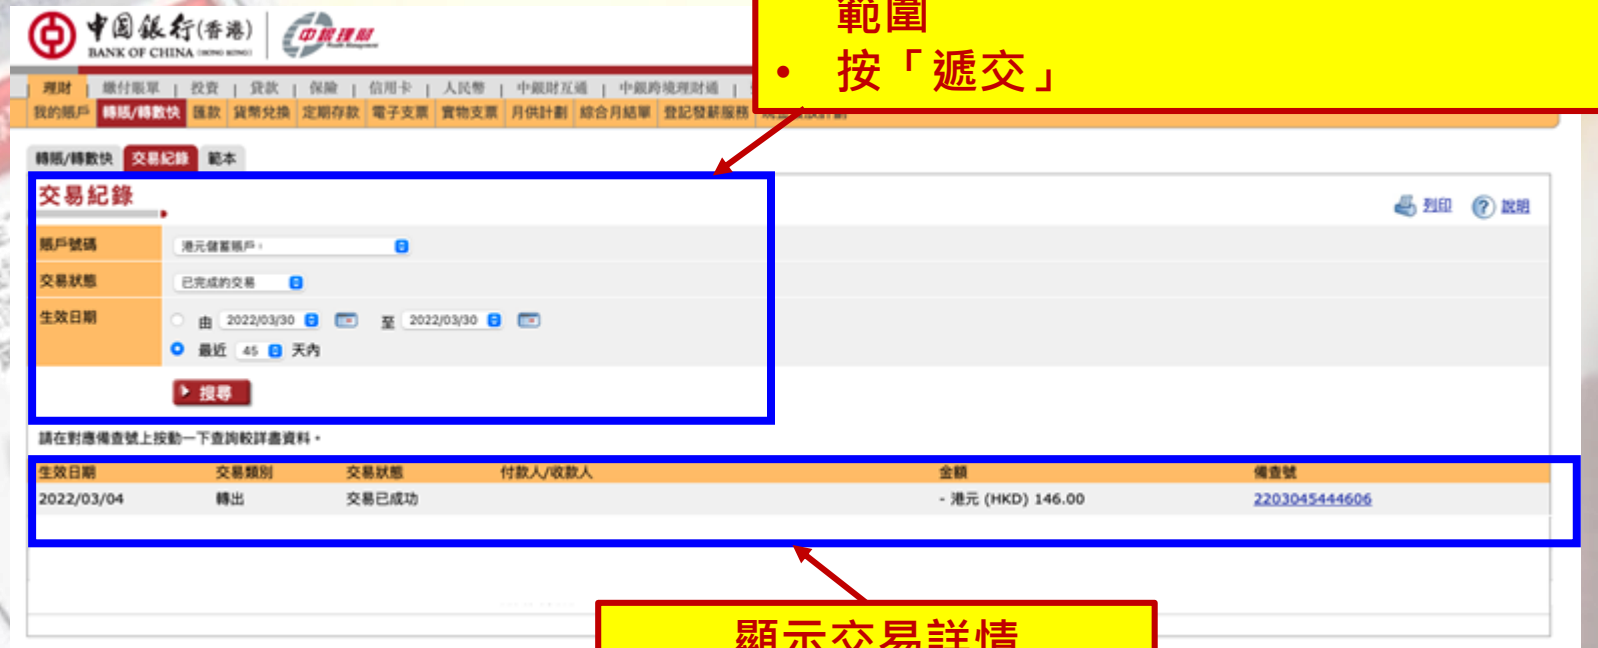 範圍
• 按「遞交」
中国銀行(香港)
BANK OF CHINA (HONG KONG)
中銀理財
Wealth Management
理財 | 繳付賬單 | 投資 | 貸款 | 保險 | 信用卡 | 人民幣 | 中銀財互通 | 中銀跨境理財通 |
我的賬戶 轉賬/轉數快 匯款 貨幣兌換 定期存款 電子支票 實物支票 月供計劃 綜合月結單 登記發薪服務
轉賬/轉數快 交易紀錄 範本
交易紀錄
列印 說明
賬戶號碼 港元儲蓄賬戶:
交易狀態 已完成的交易
生效日期 由 2022/03/30 至 2022/03/30
最近 45 天內
搜尋
請在對應備查號上按動一下查詢較詳盡資料。
生效日期 交易類別 交易狀態 付款人/收款人 金額 備查號
2022/03/04 轉出 交易已成功 - 港元 (HKD) 146.00 2203045444606
顯示交易詳情